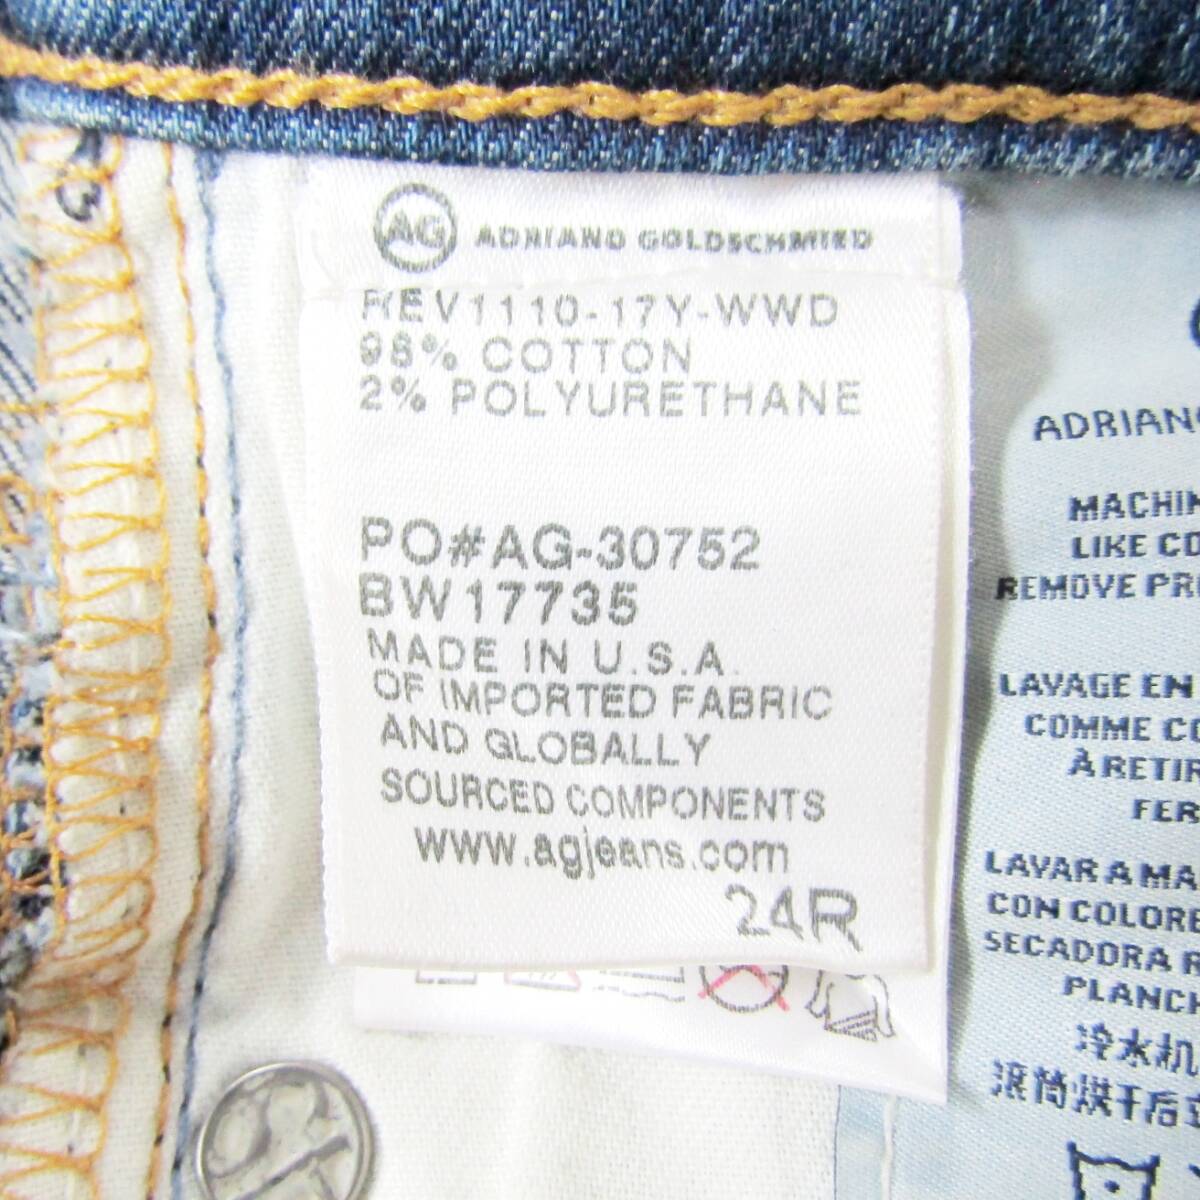 AG ADRIANO GOLDSCHMIED
REV1110-17Y-WWD
98% COTTON
2% POLYURETHANE
PO#AG-30752
BW17735
MADE IN U.S.A.
OF IMPORTED FABRIC
AND GLOBALLY
SOURCED COMPONENTS
www.agjeans.com
24R
ADRIANO
MACHIN
LIKE CO
REMOVE PRO
LAVAGE EN
COMME CO
À RETIR
FER
LAVAR A MA
CON COLORE
SECADORA R
PLANCH
冷水机
滚筒烘干后立